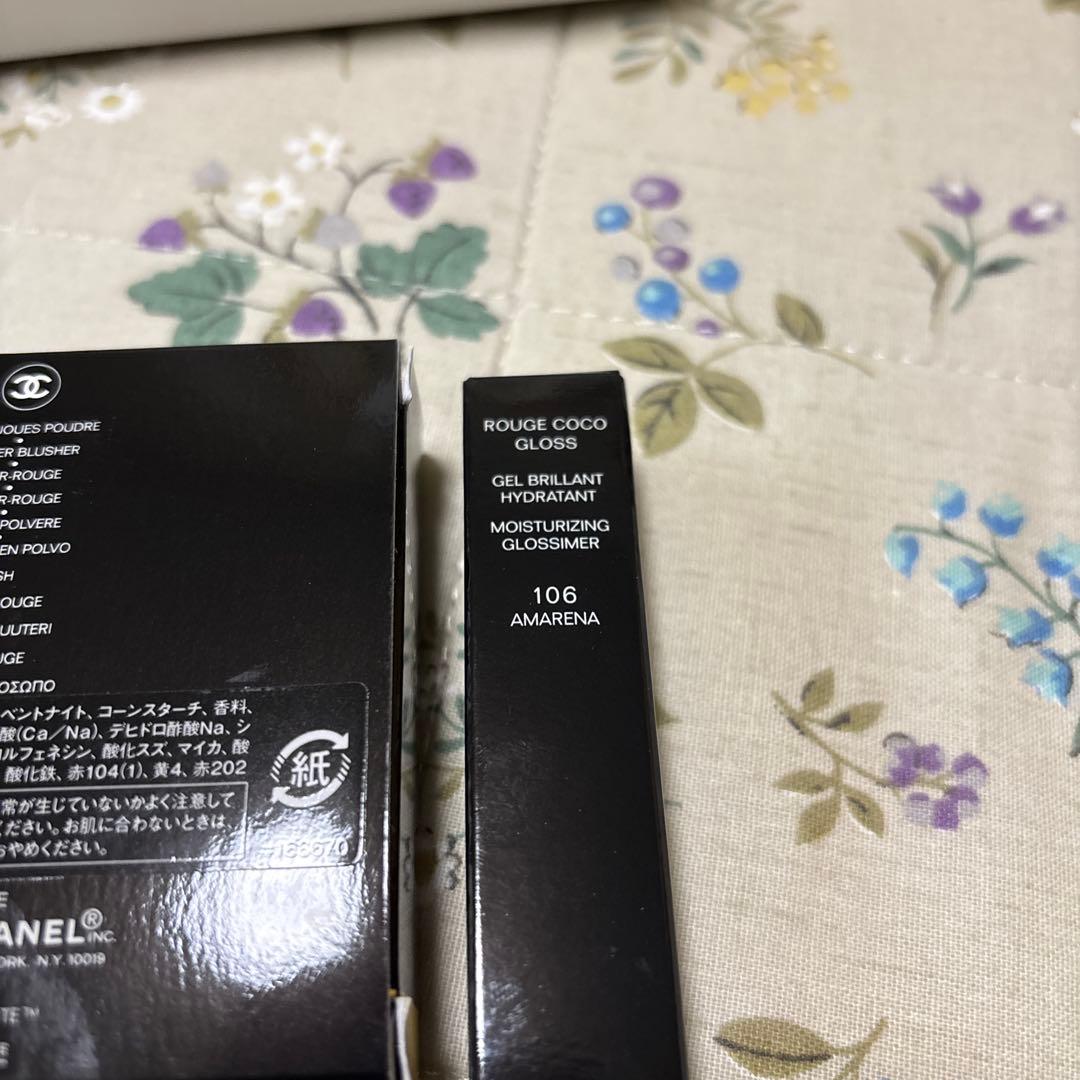 JOUES POUDRE
ER BLUSHER
R-ROUGE
R-ROUGE
POLVERE
EN POLVO
SH
OUGE
UUTERI
UGE
ΟΣΩΠΟ
ベントナイト、コーンスターチ、香料、
酸(Ca/Na)、デヒドロ酢酸Na、シ
ルフェネシン、酸化スズ、マイカ、酸
酸化鉄、赤104(1)、黄4、赤202
紙
常が生じていないかよく注意して
ください。お肌に合わないときは
おやめください。
ANEL® INC.
ORK. N.Y. 10019
TE™
ROUGE COCO
GLOSS
GEL BRILLANT
HYDRATANT
MOISTURIZING
GLOSSIMER
106
AMARENA